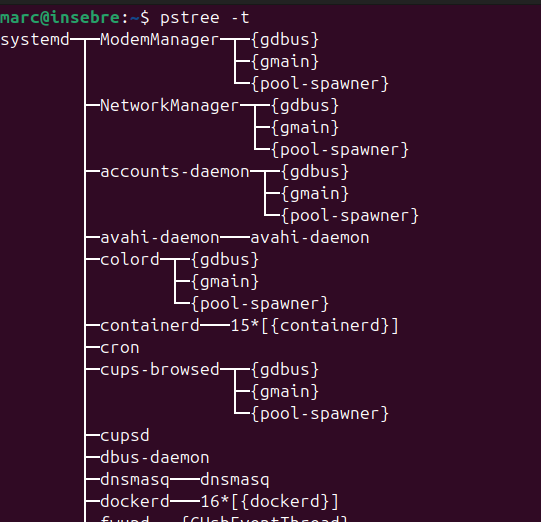 marc@insebre:~$ pstree -t
systemd─┬─ModemManager─┬─{gdbus}
        │              ├─{gmain}
        │              └─{pool-spawner}
        ├─NetworkManager─┬─{gdbus}
        │                ├─{gmain}
        │                └─{pool-spawner}
        ├─accounts-daemon─┬─{gdbus}
        │                 ├─{gmain}
        │                 └─{pool-spawner}
        ├─avahi-daemon───avahi-daemon
        ├─colord─┬─{gdbus}
        │        ├─{gmain}
        │        └─{pool-spawner}
        ├─containerd───15*[{containerd}]
        ├─cron
        ├─cups-browsed─┬─{gdbus}
        │              ├─{gmain}
        │              └─{pool-spawner}
        ├─cupsd
        ├─dbus-daemon
        ├─dnsmasq───dnsmasq
        ├─dockerd───16*[{dockerd}]
        ├─fwupd─┬─{GUsbEventThread}